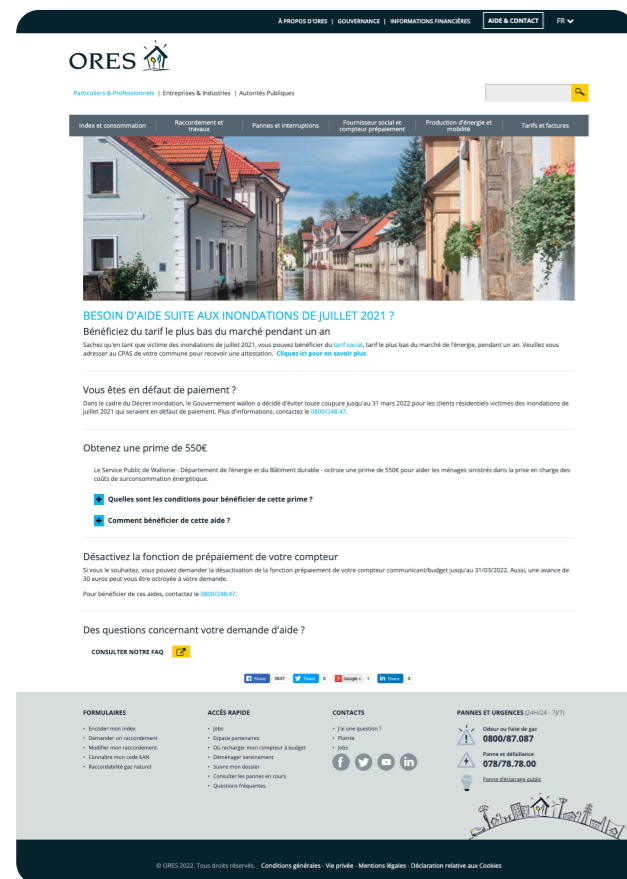 À PROPOS D'ORES | GOUVERNANCE | INFORMATIONS FINANCIÈRES
AIDE & CONTACT
FR
ORES
Particuliers & Professionnels | Entreprises & Industries | Autorités Publiques
Index et consommation
Raccordement et
travaux
Pannes et interruptions
Fournisseur social et
compteur prépaiement
Production d'énergie et
mobilité
Tarifs et factures
BESOIN D'AIDE SUITE AUX INONDATIONS DE JUILLET 2021 ?
Bénéficiez du tarif le plus bas du marché pendant un an
Sachez qu'en tant que victime des inondations de juillet 2021, vous pouvez bénéficier du tarif social, tarif le plus bas du marché de l'énergie, pendant un an. Veuillez vous
adresser au CPAS de votre commune pour recevoir une attestation. Cliquez ici pour en savoir plus.
Vous êtes en défaut de paiement ?
Dans le cadre du Décret inondation, le Gouvernement wallon a décidé d'éviter toute coupure jusqu'au 31 mars 2022 pour les clients résidentiels victimes des inondations de
juillet 2021 qui seraient en défaut de paiement. Plus d'informations, contactez le 0800/248.47.
Obtenez une prime de 550€
Le Service Public de Wallonie - Département de l'énergie et du Bâtiment durable - octroie une prime de 550€ pour aider les ménages sinistrés dans la prise en charge des
coûts de surconsommation énergétique.
Quelles sont les conditions pour bénéficier de cette prime ?
Comment bénéficier de cette aide ?
Désactivez la fonction de prépaiement de votre compteur
Si vous le souhaitez, vous pouvez demander la désactivation de la fonction prépaiement de votre compteur communicant/budget jusqu'au 31/03/2022. Aussi, une avance de
30 euros peut vous être octroyée à votre demande.
Pour bénéficier de ces aides, contactez le 0800/248.47.
Des questions concernant votre demande d'aide ?
CONSULTER NOTRE FAQ
Share 3847 Tweet 0 Google + 1 Share 0
FORMULAIRES
Encoder mon index
Demander un raccordement
Modifier mon raccordement
Connaître mon code EAN
Raccordabilité gaz naturel
ACCÈS RAPIDE
Jobs
Espace partenaires
Où recharger mon compteur à budget
Déménager sereinement
Suivre mon dossier
Consulter les pannes en cours
Questions fréquentes
CONTACTS
J'ai une question ?
Plainte
Jobs
PANNES ET URGENCES (24H/24 - 7J/7)
Odeur ou fuite de gaz
0800/87.087
Panne et défaillance
078/78.78.00
Panne d'éclairage public
© ORES 2022. Tous droits réservés. Conditions générales - Vie privée - Mentions légales - Déclaration relative aux Cookies